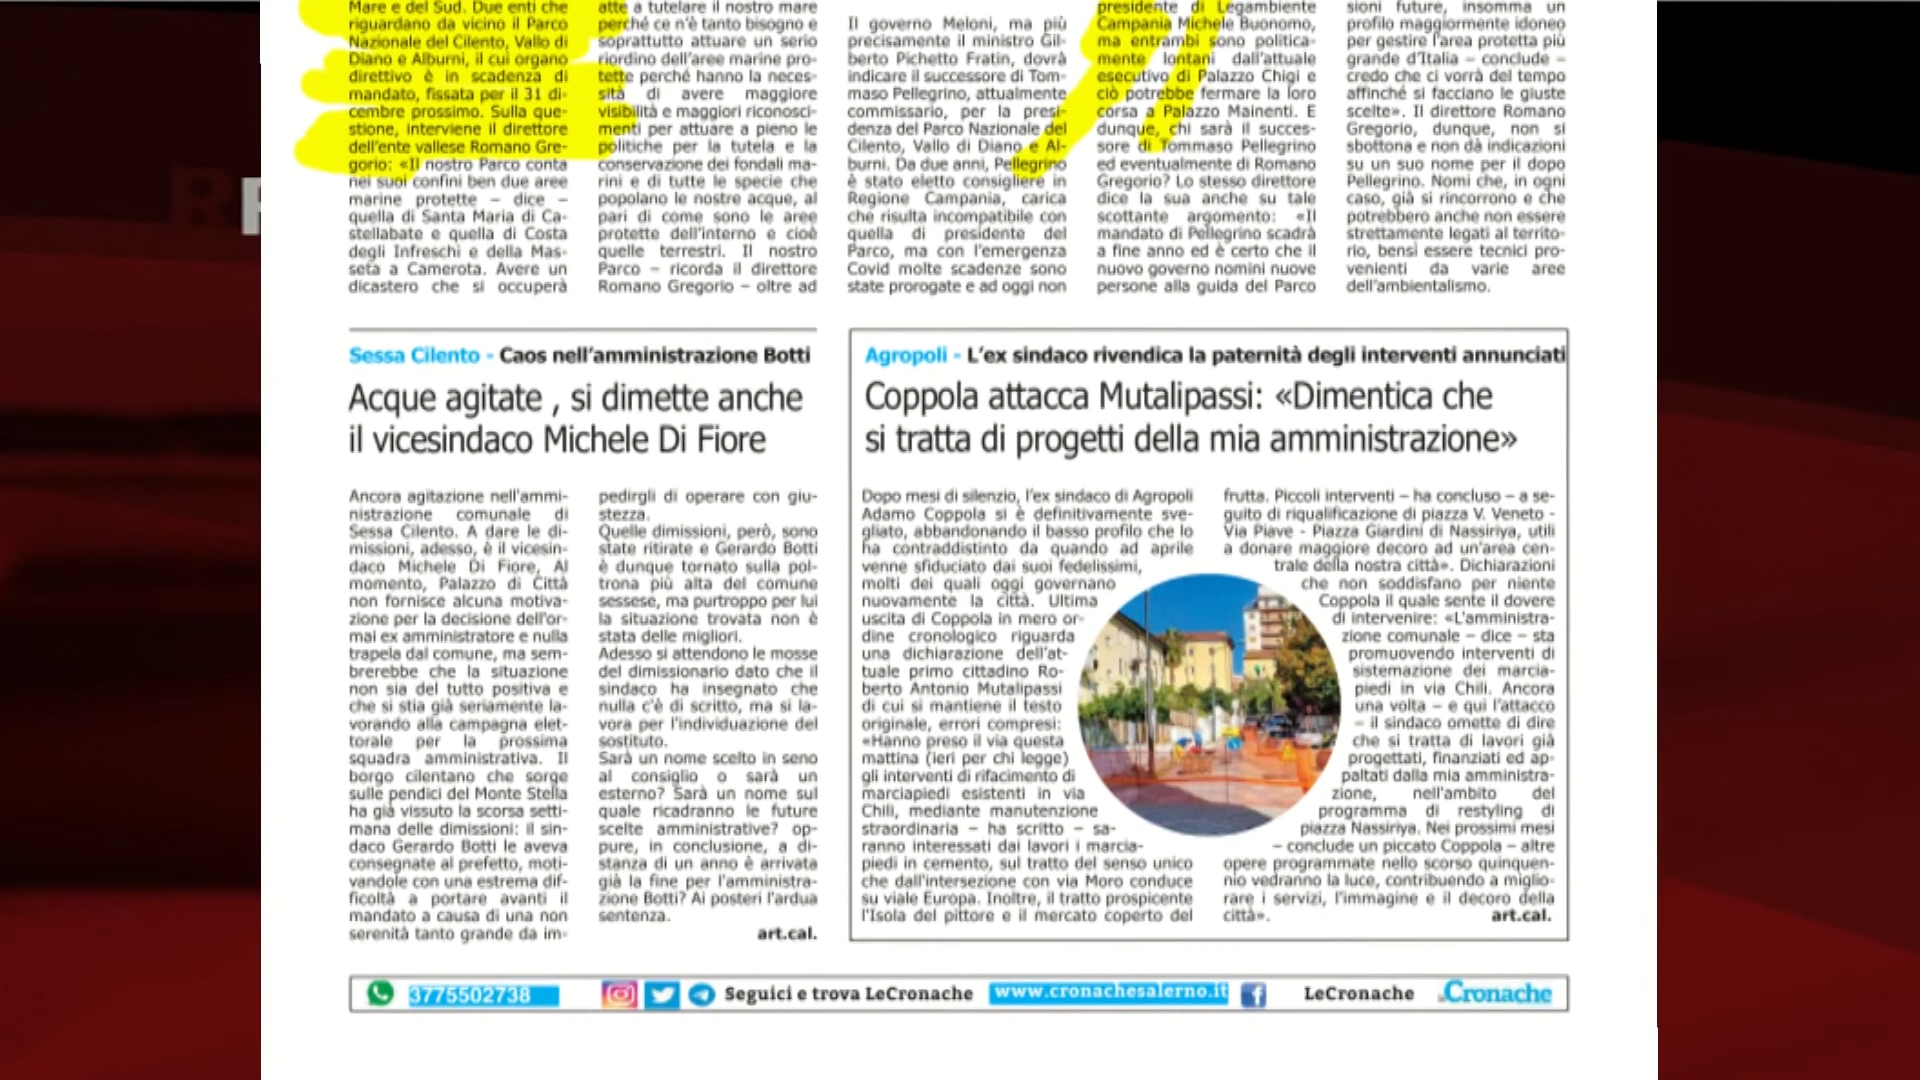 Mare e del Sud. Due enti che
riguardano da vicino il Parco
Nazionale del Cilento, Vallo di
Diano e Alburni, il cui organo
direttivo è in scadenza di
mandato, fissata per il 31 di-
cembre prossimo. Sulla que-
stione, interviene il direttore
dell'ente vallese Romano Gre-
gorio: «Il nostro Parco conta
nei suoi confini ben due aree
marine protette – dice –
quella di Santa Maria di Ca-
stellabate e quella di Costa
degli Infreschi e della Mas-
seta a Camerota. Avere un
dicastero che si occuperà
atte a tutelare il nostro mare
perché ce n'è tanto bisogno e
soprattutto attuare un serio
riordino dell'aree marine pro-
tette perché hanno la neces-
sità di avere maggiore
visibilità e maggiori riconosci-
menti per attuare a pieno le
politiche per la tutela e la
conservazione dei fondali ma-
rini e di tutte le specie che
popolano le nostre acque, al
pari di come sono le aree
protette dell'interno e cioè
quelle terrestri. Il nostro
Parco – ricorda il direttore
Romano Gregorio – oltre ad
Il governo Meloni, ma più
precisamente il ministro Gil-
berto Pichetto Fratin, dovrà
indicare il successore di Tom-
maso Pellegrino, attualmente
commissario, per la presi-
denza del Parco Nazionale del
Cilento, Vallo di Diano e Al-
burni. Da due anni, Pellegrino
è stato eletto consigliere in
Regione Campania, carica
che risulta incompatibile con
quella di presidente del
Parco, ma con l'emergenza
Covid molte scadenze sono
state prorogate e ad oggi non
presidente di Legambiente
Campania Michele Buonomo,
ma entrambi sono politica-
mente lontani dall'attuale
esecutivo di Palazzo Chigi e
ciò potrebbe fermare la loro
corsa a Palazzo Mainenti. E
dunque, chi sarà il succes-
sore di Tommaso Pellegrino
ed eventualmente di Romano
Gregorio? Lo stesso direttore
dice la sua anche su tale
scottante argomento: «Il
mandato di Pellegrino scadrà
a fine anno ed è certo che il
nuovo governo nomini nuove
persone alla guida del Parco
sioni future, insomma un
profilo maggiormente idoneo
per gestire l'area protetta più
grande d'Italia – conclude –
credo che ci vorrà del tempo
affinché si facciano le giuste
scelte». Il direttore Romano
Gregorio, dunque, non si
sbottona e non dà indicazioni
su un suo nome per il dopo
Pellegrino. Nomi che, in ogni
caso, già si rincorrono e che
potrebbero anche non essere
strettamente legati al territo-
rio, bensì essere tecnici pro-
venienti da varie aree
dell'ambientalismo.
Sessa Cilento - Caos nell'amministrazione Botti
Acque agitate , si dimette anche
il vicesindaco Michele Di Fiore
Ancora agitazione nell'ammi-
nistrazione comunale di
Sessa Cilento. A dare le di-
missioni, adesso, è il vicesin-
daco Michele Di Fiore, Al
momento, Palazzo di Città
non fornisce alcuna motiva-
zione per la decisione dell'or-
mai ex amministratore e nulla
trapela dal comune, ma sem-
brerebbe che la situazione
non sia del tutto positiva e
che si stia già seriamente la-
vorando alla campagna elet-
torale per la prossima
squadra amministrativa. Il
borgo cilentano che sorge
sulle pendici del Monte Stella
ha già vissuto la scorsa setti-
mana delle dimissioni: il sin-
daco Gerardo Botti le aveva
consegnate al prefetto, moti-
vandole con una estrema dif-
ficoltà a portare avanti il
mandato a causa di una non
serenità tanto grande da im-
pedirgli di operare con giu-
stezza.
Quelle dimissioni, però, sono
state ritirate e Gerardo Botti
è dunque tornato sulla pol-
trona più alta del comune
sessese, ma purtroppo per lui
la situazione trovata non è
stata delle migliori.
Adesso si attendono le mosse
del dimissionario dato che il
sindaco ha insegnato che
nulla c'è di scritto, ma si la-
vora per l'individuazione del
sostituto.
Sarà un nome scelto in seno
al consiglio o sarà un
esterno? Sarà un nome sul
quale ricadranno le future
scelte amministrative? op-
pure, in conclusione, a di-
stanza di un anno è arrivata
già la fine per l'amministra-
zione Botti? Ai posteri l'ardua
sentenza.
art.cal.
Agropoli - L'ex sindaco rivendica la paternità degli interventi annunciati
Coppola attacca Mutalipassi: «Dimentica che
si tratta di progetti della mia amministrazione»
Dopo mesi di silenzio, l'ex sindaco di Agropoli
Adamo Coppola si è definitivamente sve-
gliato, abbandonando il basso profilo che lo
ha contraddistinto da quando ad aprile
venne sfiduciato dai suoi fedelissimi,
molti dei quali oggi governano
nuovamente la città. Ultima
uscita di Coppola in mero or-
dine cronologico riguarda
una dichiarazione dell'at-
tuale primo cittadino Ro-
berto Antonio Mutalipassi
di cui si mantiene il testo
originale, errori compresi:
«Hanno preso il via questa
mattina (ieri per chi legge)
gli interventi di rifacimento di
marciapiedi esistenti in via
Chili, mediante manutenzione
straordinaria – ha scritto – sa-
ranno interessati dai lavori i marcia-
piedi in cemento, sul tratto del senso unico
che dall'intersezione con via Moro conduce
su viale Europa. Inoltre, il tratto prospicente
l'Isola del pittore e il mercato coperto del
frutta. Piccoli interventi – ha concluso – a se-
guito di riqualificazione di piazza V. Veneto -
Via Piave - Piazza Giardini di Nassiriya, utili
a donare maggiore decoro ad un'area cen-
trale della nostra città». Dichiarazioni
che non soddisfano per niente
Coppola il quale sente il dovere
di intervenire: «L'amministra-
zione comunale – dice – sta
promuovendo interventi di
sistemazione dei marcia-
piedi in via Chili. Ancora
una volta – e qui l'attacco
– il sindaco omette di dire
che si tratta di lavori già
progettati, finanziati ed ap-
paltati dalla mia amministra-
zione, nell'ambito del
programma di restyling di
piazza Nassiriya. Nei prossimi mesi
– conclude un piccato Coppola – altre
opere programmate nello scorso quinquen-
nio vedranno la luce, contribuendo a miglio-
rare i servizi, l'immagine e il decoro della
città».
art.cal.
3775502738 Seguici e trova LeCronache www.cronachesalerno.it LeCronache Cronache